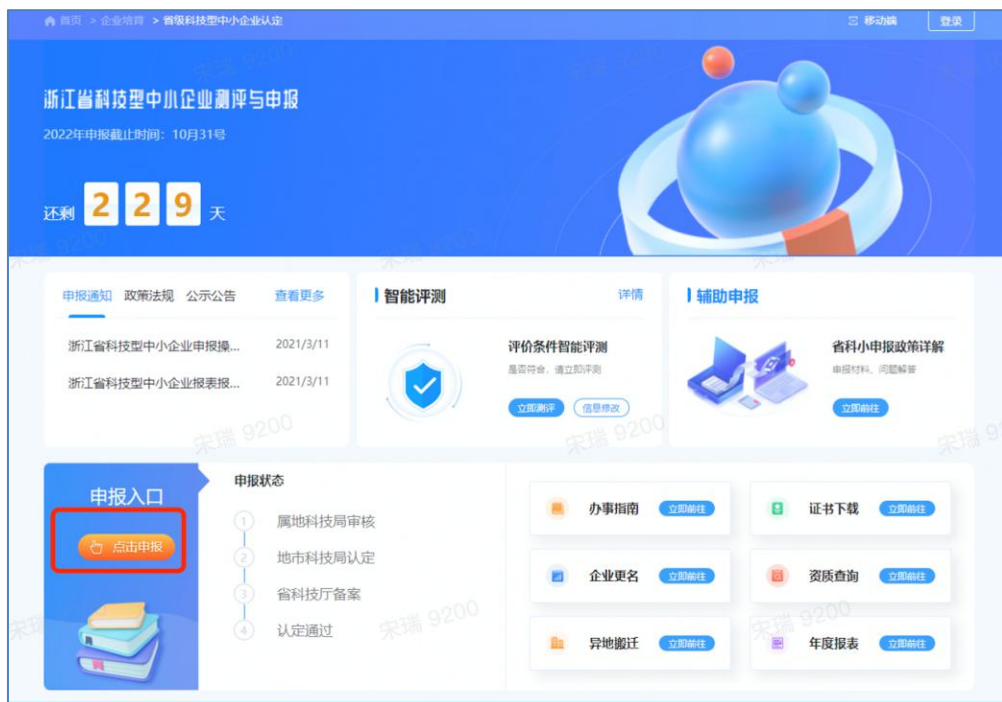 首页 > 企业培育 > 省级科技型中小企业认定
移动端
登录
浙江省科技型中小企业测评与申报
2022年申报截止时间：10月31号
还剩 2 2 9 天
申报通知 政策法规 公示公告 查看更多
浙江省科技型中小企业申报操... 2021/3/11
浙江省科技型中小企业报表报... 2021/3/11
智能评测 详情
评价条件智能评测
是否符合，请立即评测
立即测评 信息修改
辅助申报
省科小申报政策详解
申报材料、问题解答
立即前往
申报入口
点击申报
申报状态
1 属地科技局审核
2 地市科技局认定
3 省科技厅备案
4 认定通过
办事指南 立即前往
证书下载 立即前往
企业更名 立即前往
资质查询 立即前往
异地搬迁 立即前往
年度报表 立即前往
宋瑞 9200